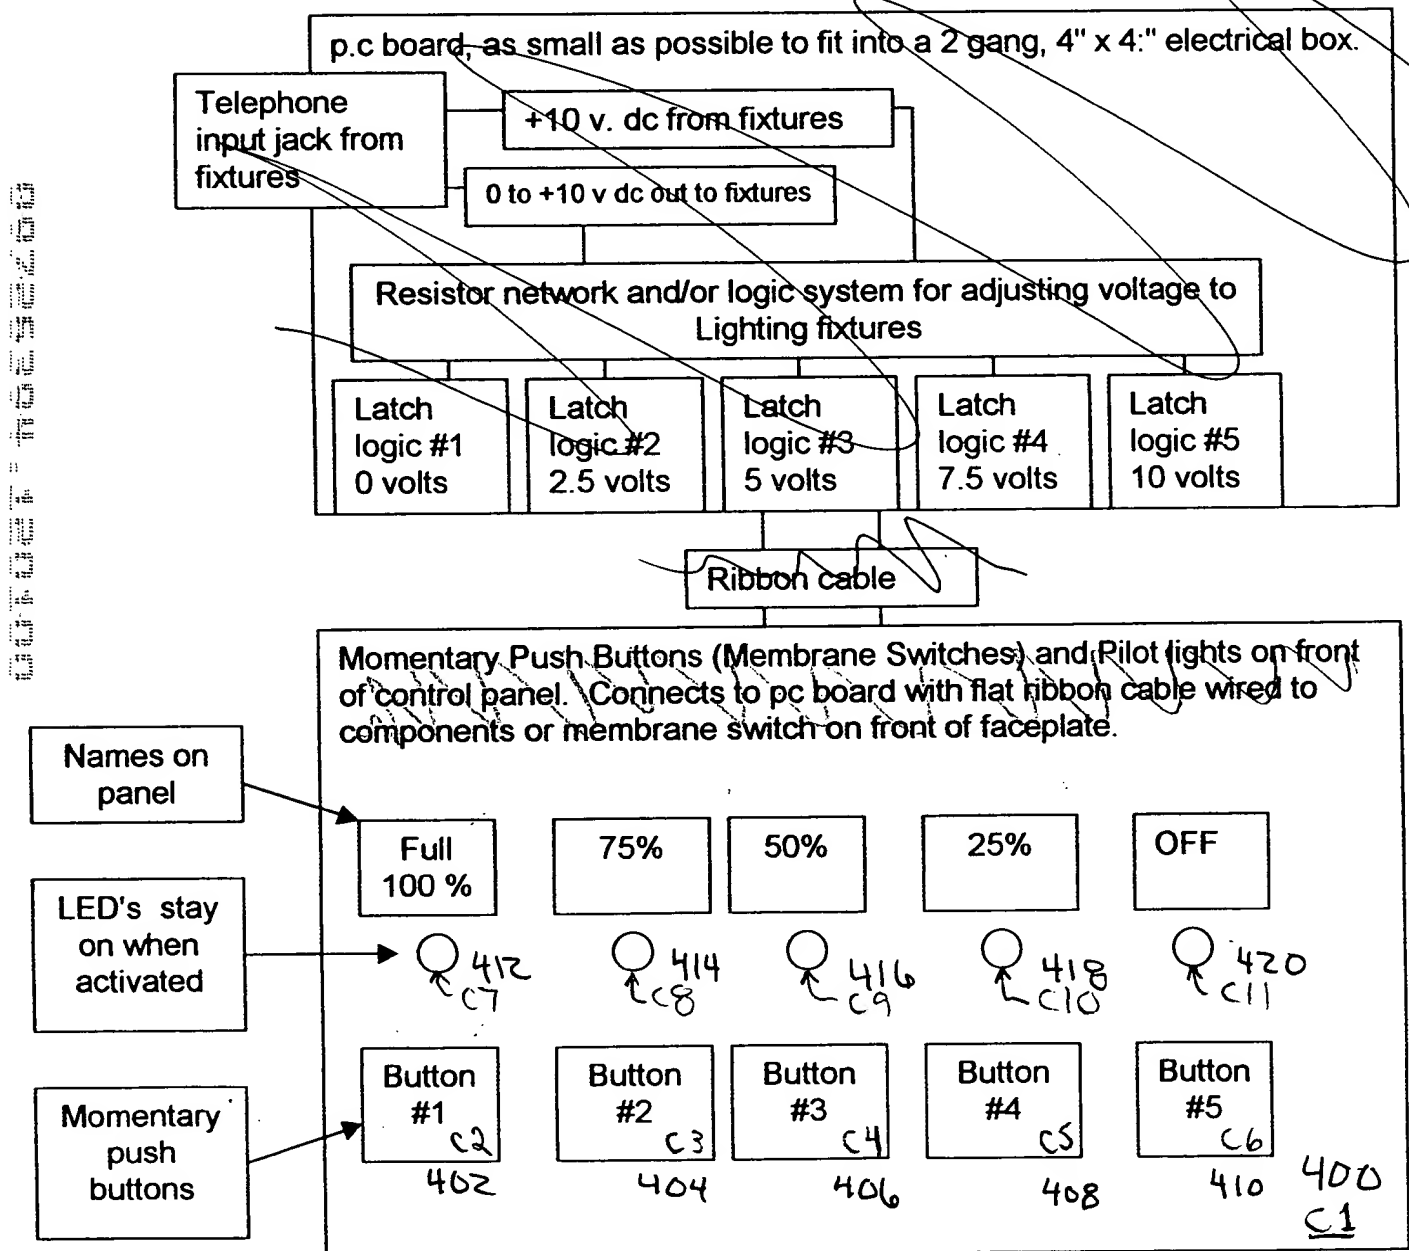 p.c board, as small as possible to fit into a 2 gang, 4" x 4:" electrical box.
Telephone
input jack from
fixtures
+10 v. dc from fixtures
0 to +10 v dc out to fixtures
Resistor network and/or logic system for adjusting voltage to
Lighting fixtures
Latch
logic #1
0 volts
Latch
logic #2
2.5 volts
Latch
logic #3
5 volts
Latch
logic #4
7.5 volts
Latch
logic #5
10 volts
Ribbon cable
Momentary Push Buttons (Membrane Switches) and Pilot lights on front
of control panel. Connects to pc board with flat ribbon cable wired to
components or membrane switch on front of faceplate.
Names on
panel
Full
100 %
75%
50%
25%
OFF
LED's stay
on when
activated
412
C7
414
C8
416
C9
418
C10
420
C11
Momentary
push
buttons
Button
#1
C2
402
Button
#2
C3
404
Button
#3
C4
406
Button
#4
C5
408
Button
#5
C6
410
400
C1